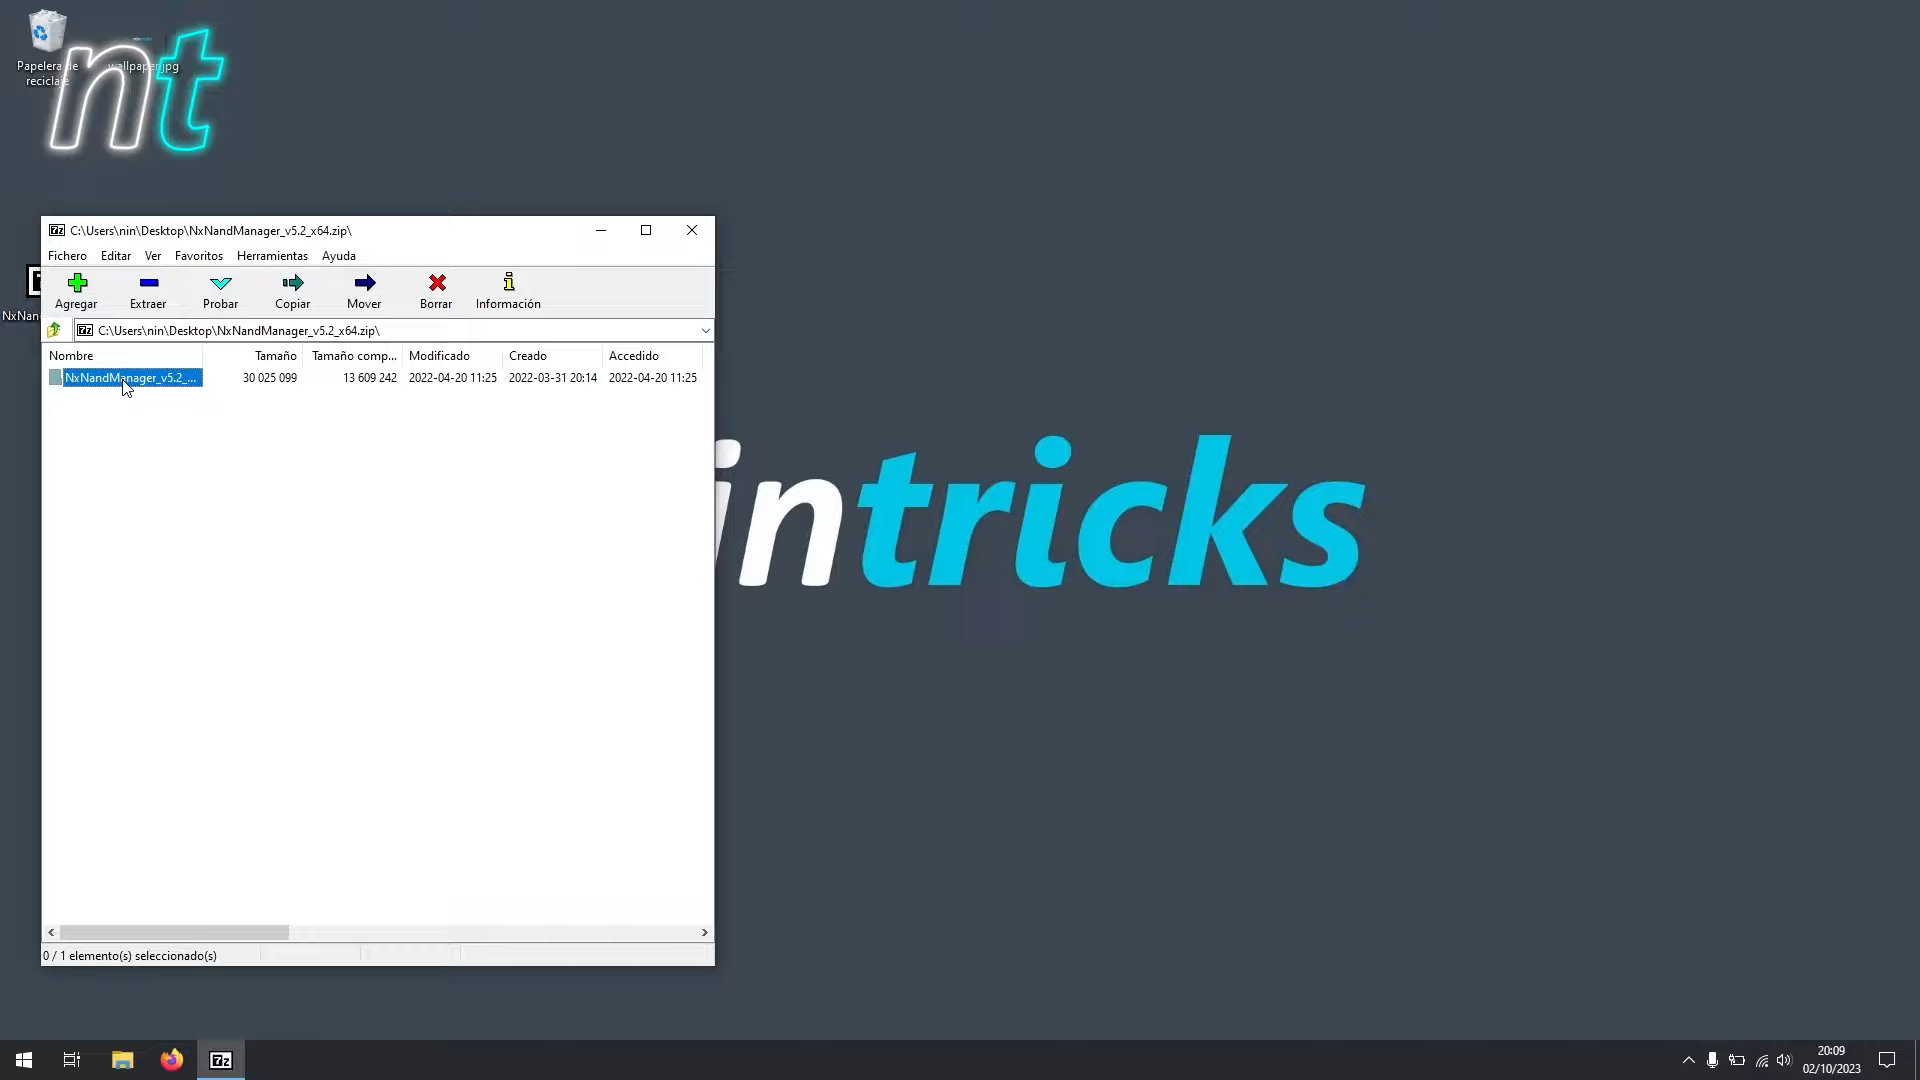 Papelera de
reciclaje
wallpaper.jpg
nt
C:\Users\nin\Desktop\NxNandManager_v5.2_x64.zip\
Fichero Editar Ver Favoritos Herramientas Ayuda
Agregar Extraer Probar Copiar Mover Borrar Información
NxNan
C:\Users\nin\Desktop\NxNandManager_v5.2_x64.zip\
Nombre Tamaño Tamaño comp... Modificado Creado Accedido
NxNandManager_v5.2_... 30 025 099 13 609 242 2022-04-20 11:25 2022-03-31 20:14 2022-04-20 11:25
intricks
0 / 1 elemento(s) seleccionado(s)
7z
20:09
02/10/2023